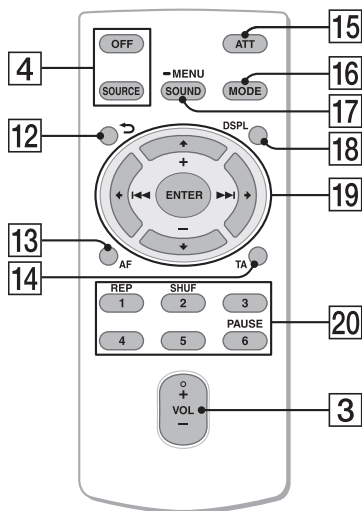 15
OFF
ATT
4
16
MENU
SOURCE
SOUND
MODE
17
12
DSPL
18
+
ENTER
19
−
13
AF
TA
14
REP
SHUF
1
2
3
20
PAUSE
4
5
6
+
VOL
3
−